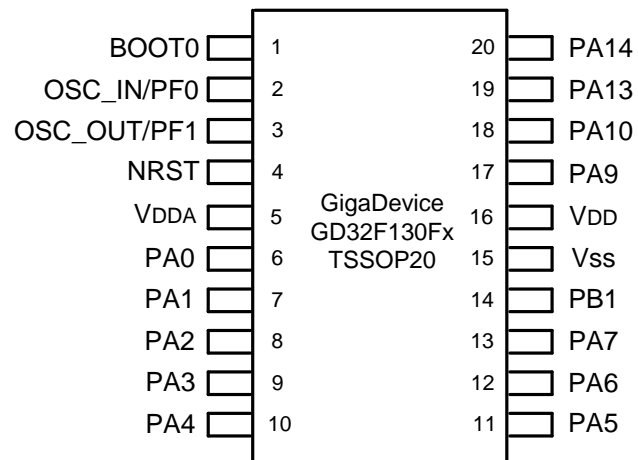 BOOT0 1 20 PA14
OSC_IN/PF0 2 19 PA13
OSC_OUT/PF1 3 18 PA10
NRST 4 17 PA9
VDDA 5 16 VDD
PA0 6 15 Vss
PA1 7 14 PB1
PA2 8 13 PA7
PA3 9 12 PA6
PA4 10 11 PA5
GigaDevice
GD32F130Fx
TSSOP20